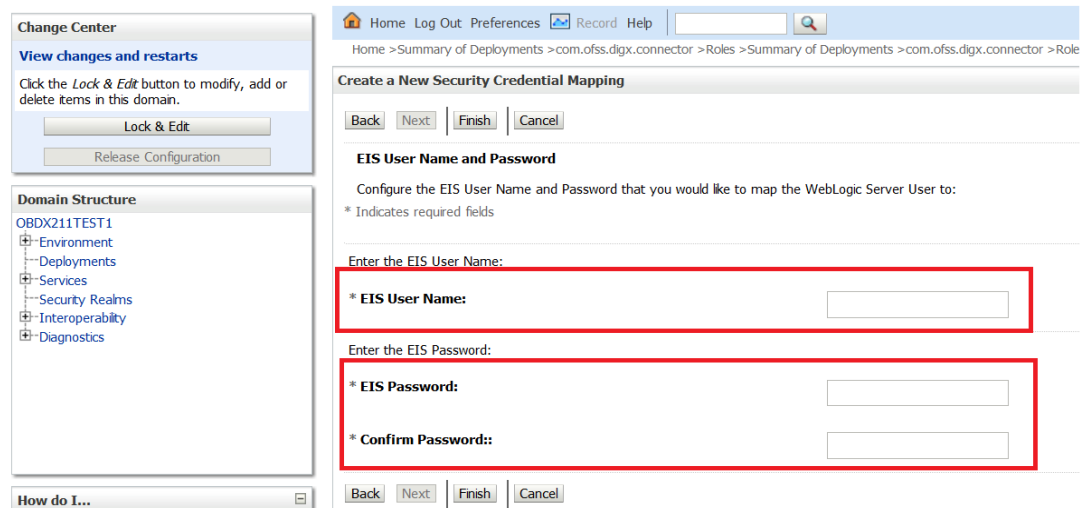 Change Center
View changes and restarts
Click the Lock & Edit button to modify, add or
delete items in this domain.
Lock & Edit
Release Configuration
Domain Structure
OBDX211TEST1
Environment
Deployments
Services
Security Realms
Interoperability
Diagnostics
How do I...
Home Log Out Preferences Record Help
Home >Summary of Deployments >com.ofss.digx.connector >Roles >Summary of Deployments >com.ofss.digx.connector >Role
Create a New Security Credential Mapping
Back Next Finish Cancel
EIS User Name and Password
Configure the EIS User Name and Password that you would like to map the WebLogic Server User to:
* Indicates required fields
Enter the EIS User Name:
* EIS User Name:
Enter the EIS Password:
* EIS Password:
* Confirm Password::
Back Next Finish Cancel